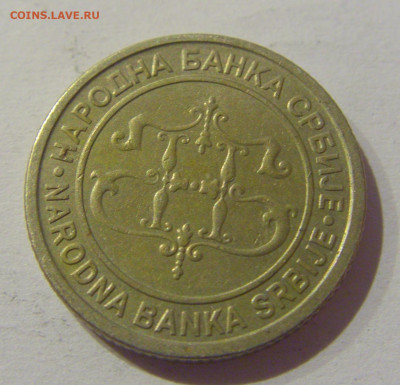 COINS.LAVE.RU
НАРОДНА БАНКА СРБИЈЕ
NARODNA BANKA SRBIJE